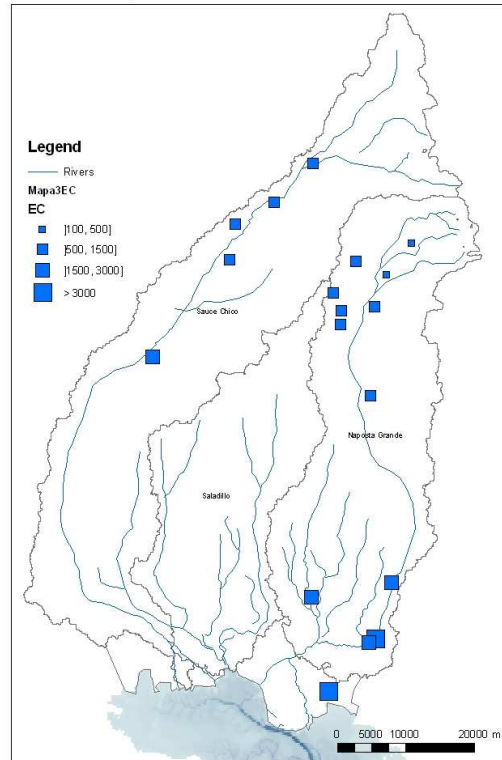 Legend
Rivers
Mapa3EC
EC
]100, 500]
]500, 1500]
]1500, 3000]
> 3000
Sauce Chico
Naposta Grande
Saladillo
0 5000 10000 20000 m